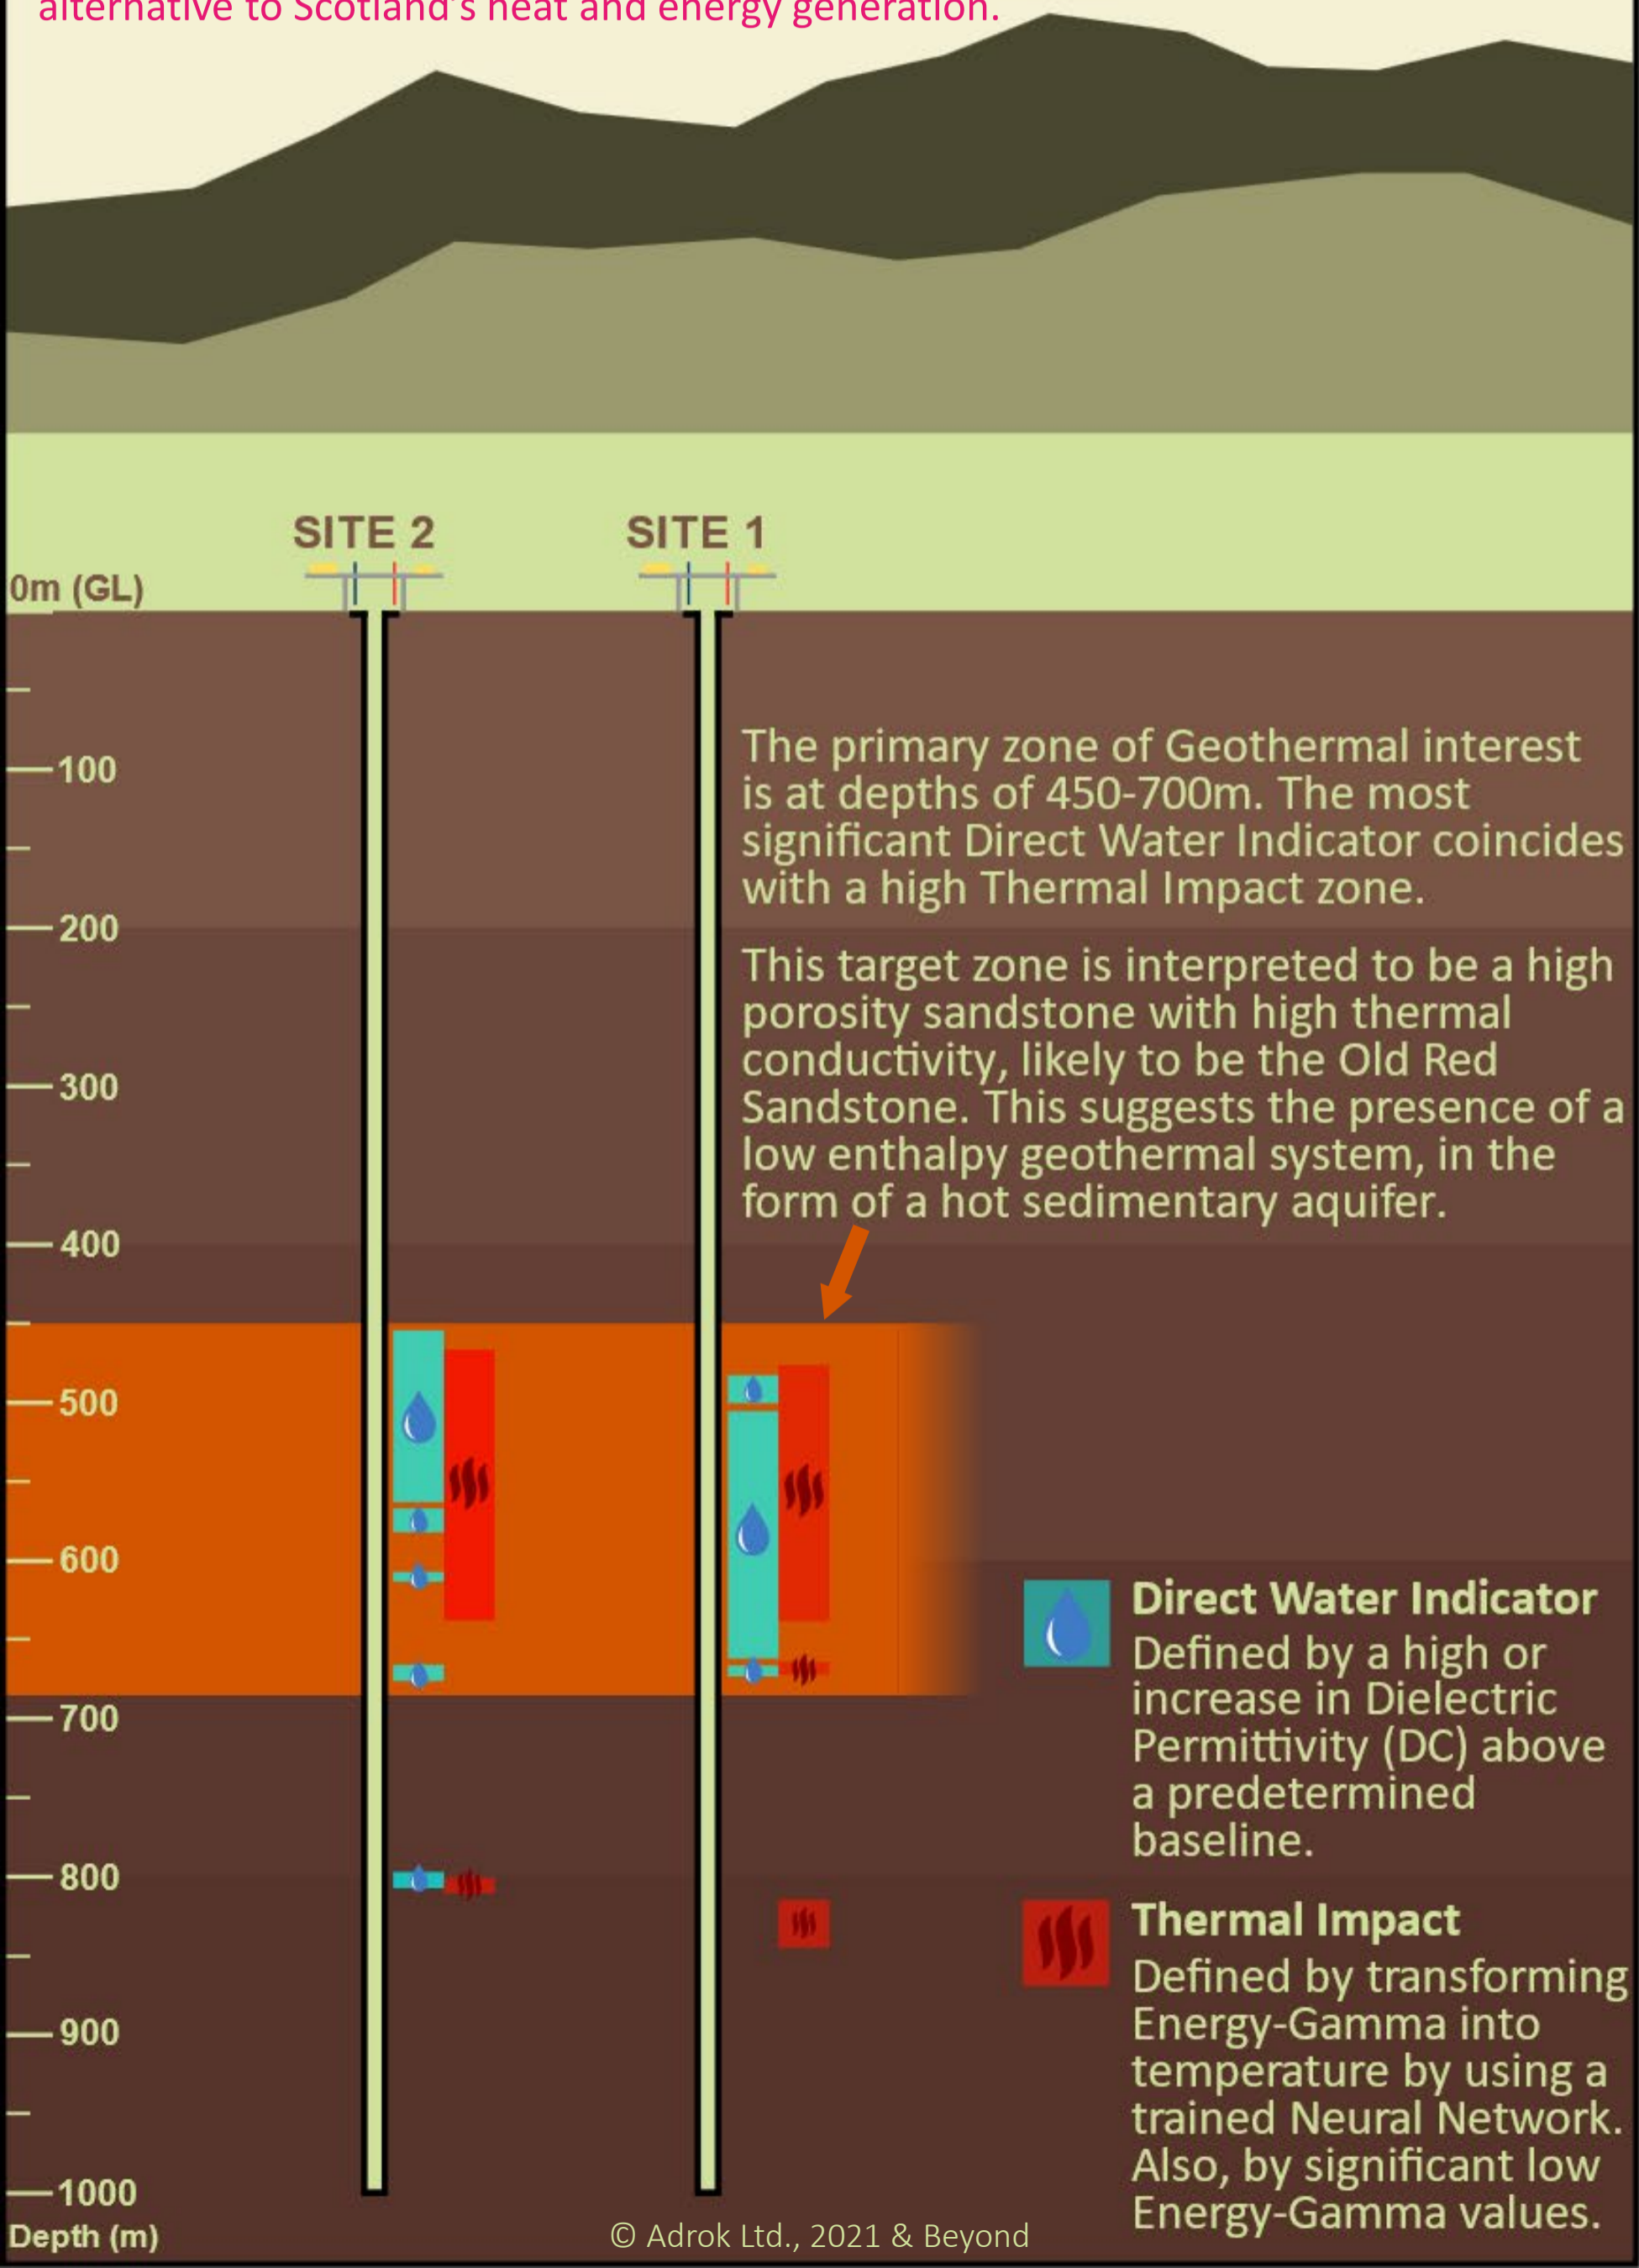 alternative to Scotland's heat and energy generation.
SITE 2
SITE 1
0m (GL)
The primary zone of Geothermal interest
is at depths of 450-700m. The most
significant Direct Water Indicator coincides
with a high Thermal Impact zone.
This target zone is interpreted to be a high
porosity sandstone with high thermal
conductivity, likely to be the Old Red
Sandstone. This suggests the presence of a
low enthalpy geothermal system, in the
form of a hot sedimentary aquifer.
100
200
300
400
500
600
700
800
900
1000
Depth (m)
Direct Water Indicator
Defined by a high or
increase in Dielectric
Permittivity (DC) above
a predetermined
baseline.
Thermal Impact
Defined by transforming
Energy-Gamma into
temperature by using a
trained Neural Network.
Also, by significant low
Energy-Gamma values.
© Adrok Ltd., 2021 & Beyond